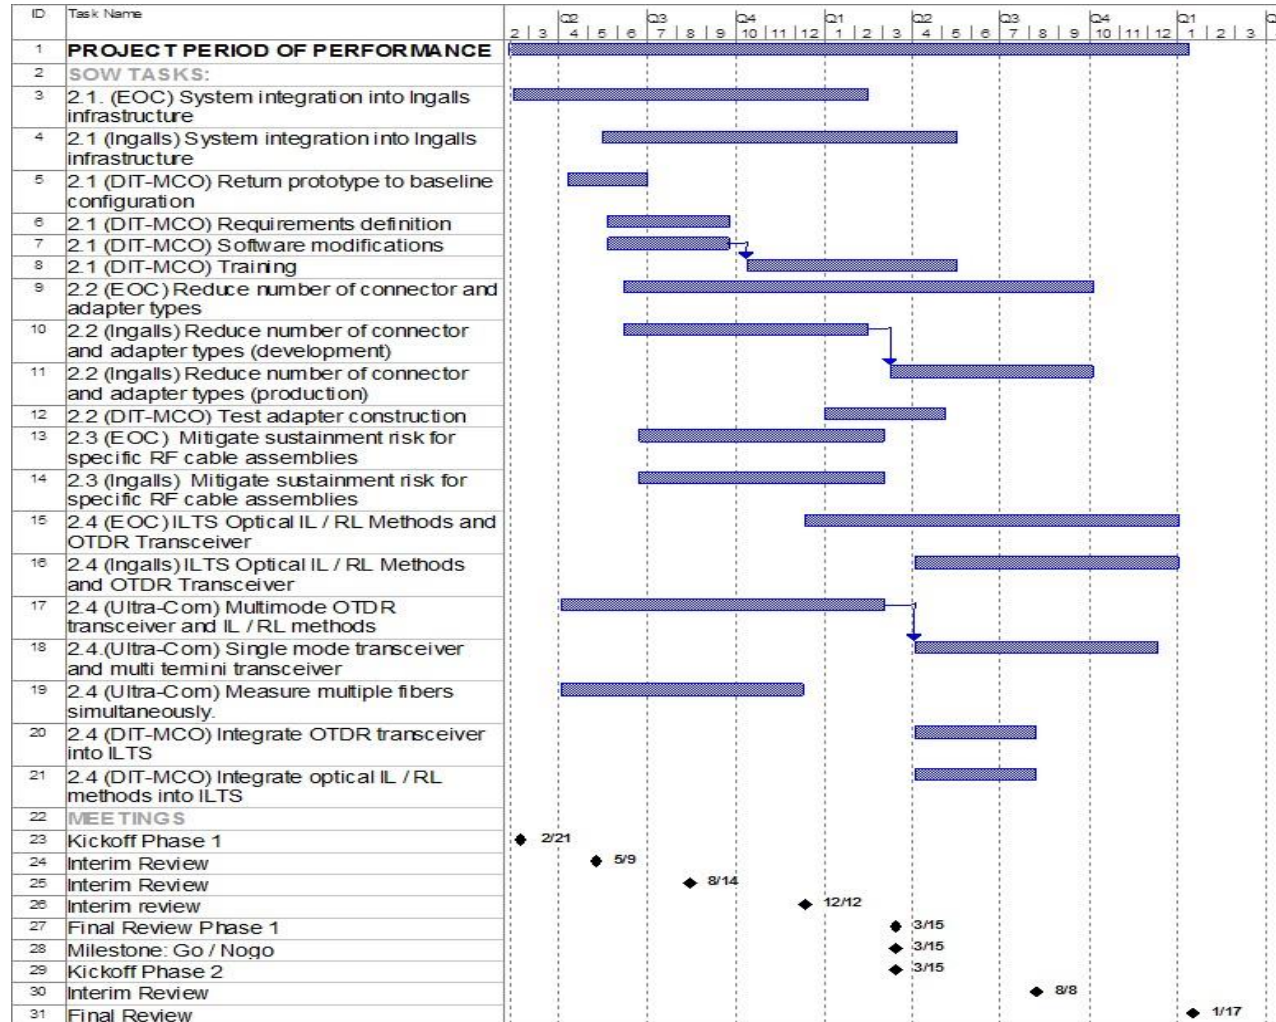 ID Task Name Q2 Q3 Q4 Q1 Q2 Q3 Q4 Q1 Q
2 3 4 5 6 7 8 9 10 11 12 1 2 3 4 5 6 7 8 9 10 11 12 1 2 3
1 PROJECT PERIOD OF PERFORMANCE
2 SOW TASKS:
3 2.1. (EOC) System integration into Ingalls
infrastructure
4 2.1 (Ingalls) System integration into Ingalls
infrastructure
5 2.1 (DIT-MCO) Return prototype to baseline
configuration
6 2.1 (DIT-MCO) Requirements definition
7 2.1 (DIT-MCO) Software modifications
8 2.1 (DIT-MCO) Training
9 2.2 (EOC) Reduce number of connector and
adapter types
10 2.2 (Ingalls) Reduce number of connector
and adapter types (development)
11 2.2 (Ingalls) Reduce number of connector
and adapter types (production)
12 2.2 (DIT-MCO) Test adapter construction
13 2.3 (EOC) Mitigate sustainment risk for
specific RF cable assemblies
14 2.3 (Ingalls) Mitigate sustainment risk for
specific RF cable assemblies
15 2.4 (EOC) ILTS Optical IL / RL Methods and
OTDR Transceiver
16 2.4 (Ingalls) ILTS Optical IL / RL Methods
and OTDR Transceiver
17 2.4 (Ultra-Com) Multimode OTDR
transceiver and IL / RL methods
18 2.4.(Ultra-Com) Single mode transceiver
and multi termini transceiver
19 2.4 (Ultra-Com) Measure multiple fibers
simultaneously.
20 2.4 (DIT-MCO) Integrate OTDR transceiver
into ILTS
21 2.4 (DIT-MCO) Integrate optical IL / RL
methods into ILTS
22 MEETINGS
23 Kickoff Phase 1 2/21
24 Interim Review 5/9
25 Interim Review 8/14
26 Interim review 12/12
27 Final Review Phase 1 3/15
28 Milestone: Go / Nogo 3/15
29 Kickoff Phase 2 3/15
30 Interim Review 8/8
31 Final Review 1/17